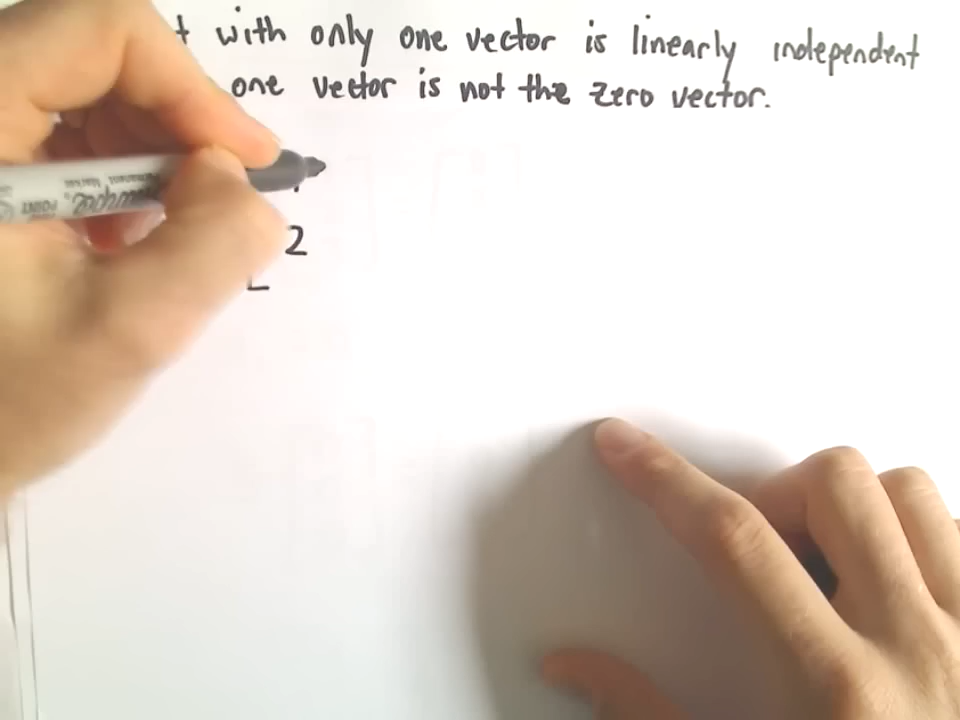 t with only one vector is linearly independent
one vector is not the zero vector.
2